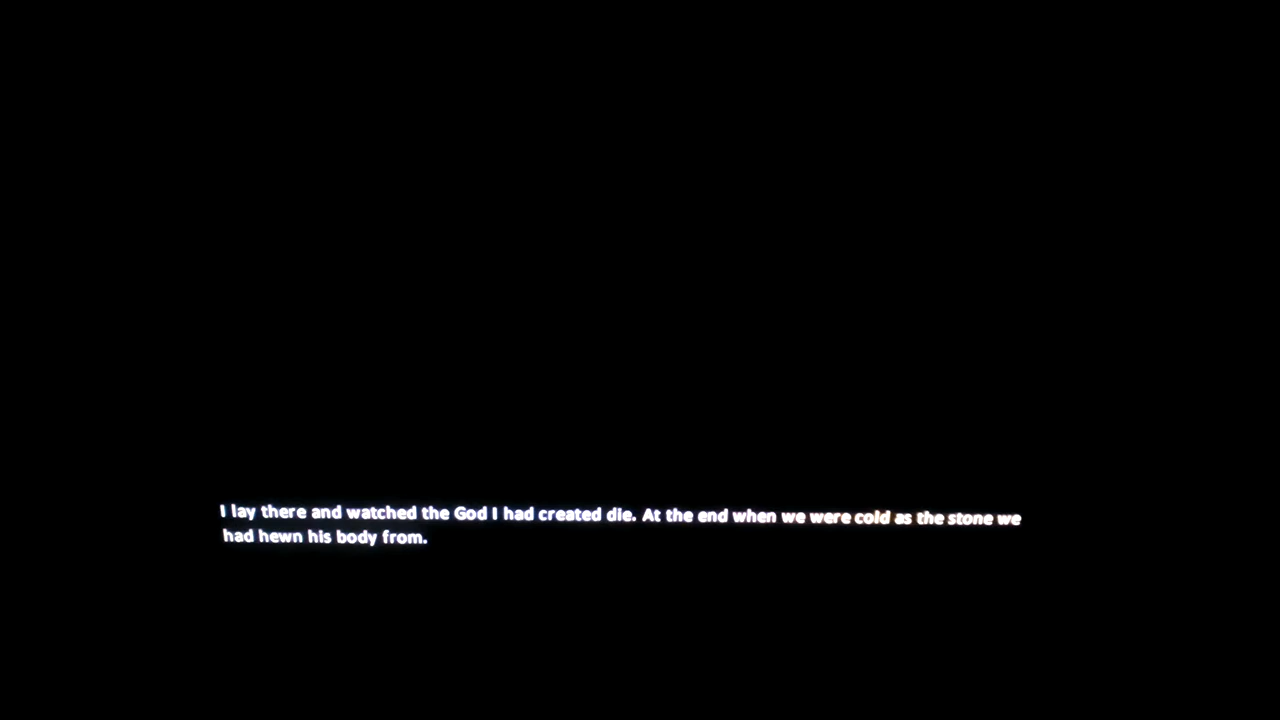 I lay there and watched the God I had created die. At the end when we were cold as the stone we
had hewn his body from.